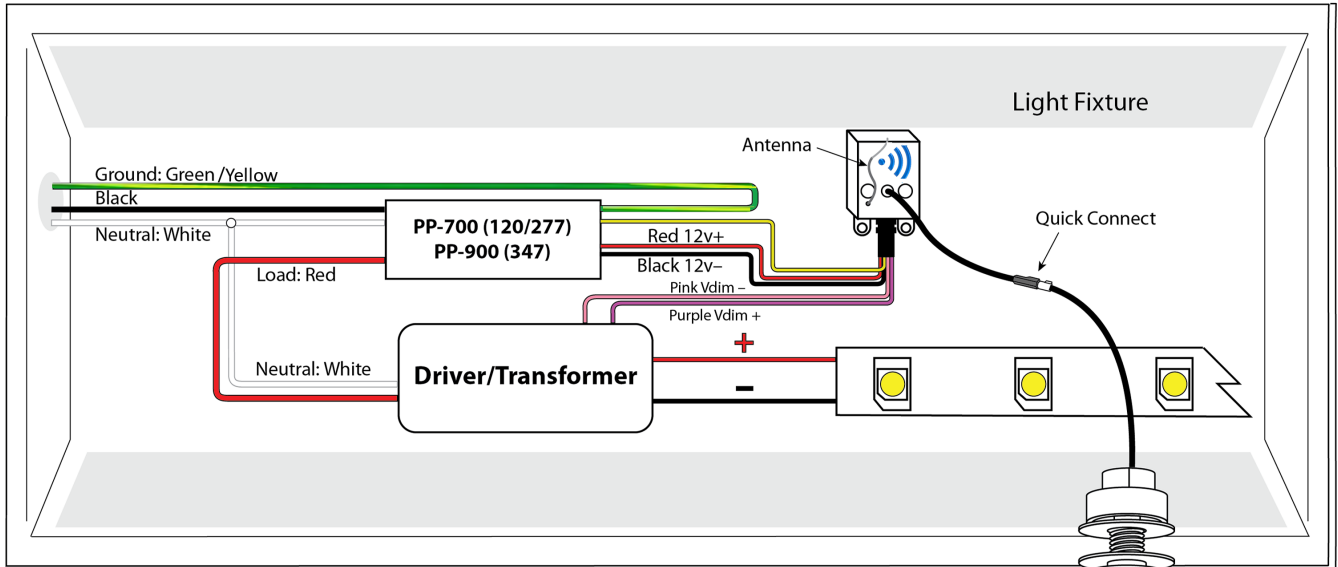 Light Fixture
Antenna
Ground: Green/Yellow
Black
Neutral: White
PP-700 (120/277)
PP-900 (347)
Quick Connect
Red 12v+
Black 12v–
Load: Red
Pink Vdim –
Purple Vdim +
+
–
Neutral: White
Driver/Transformer